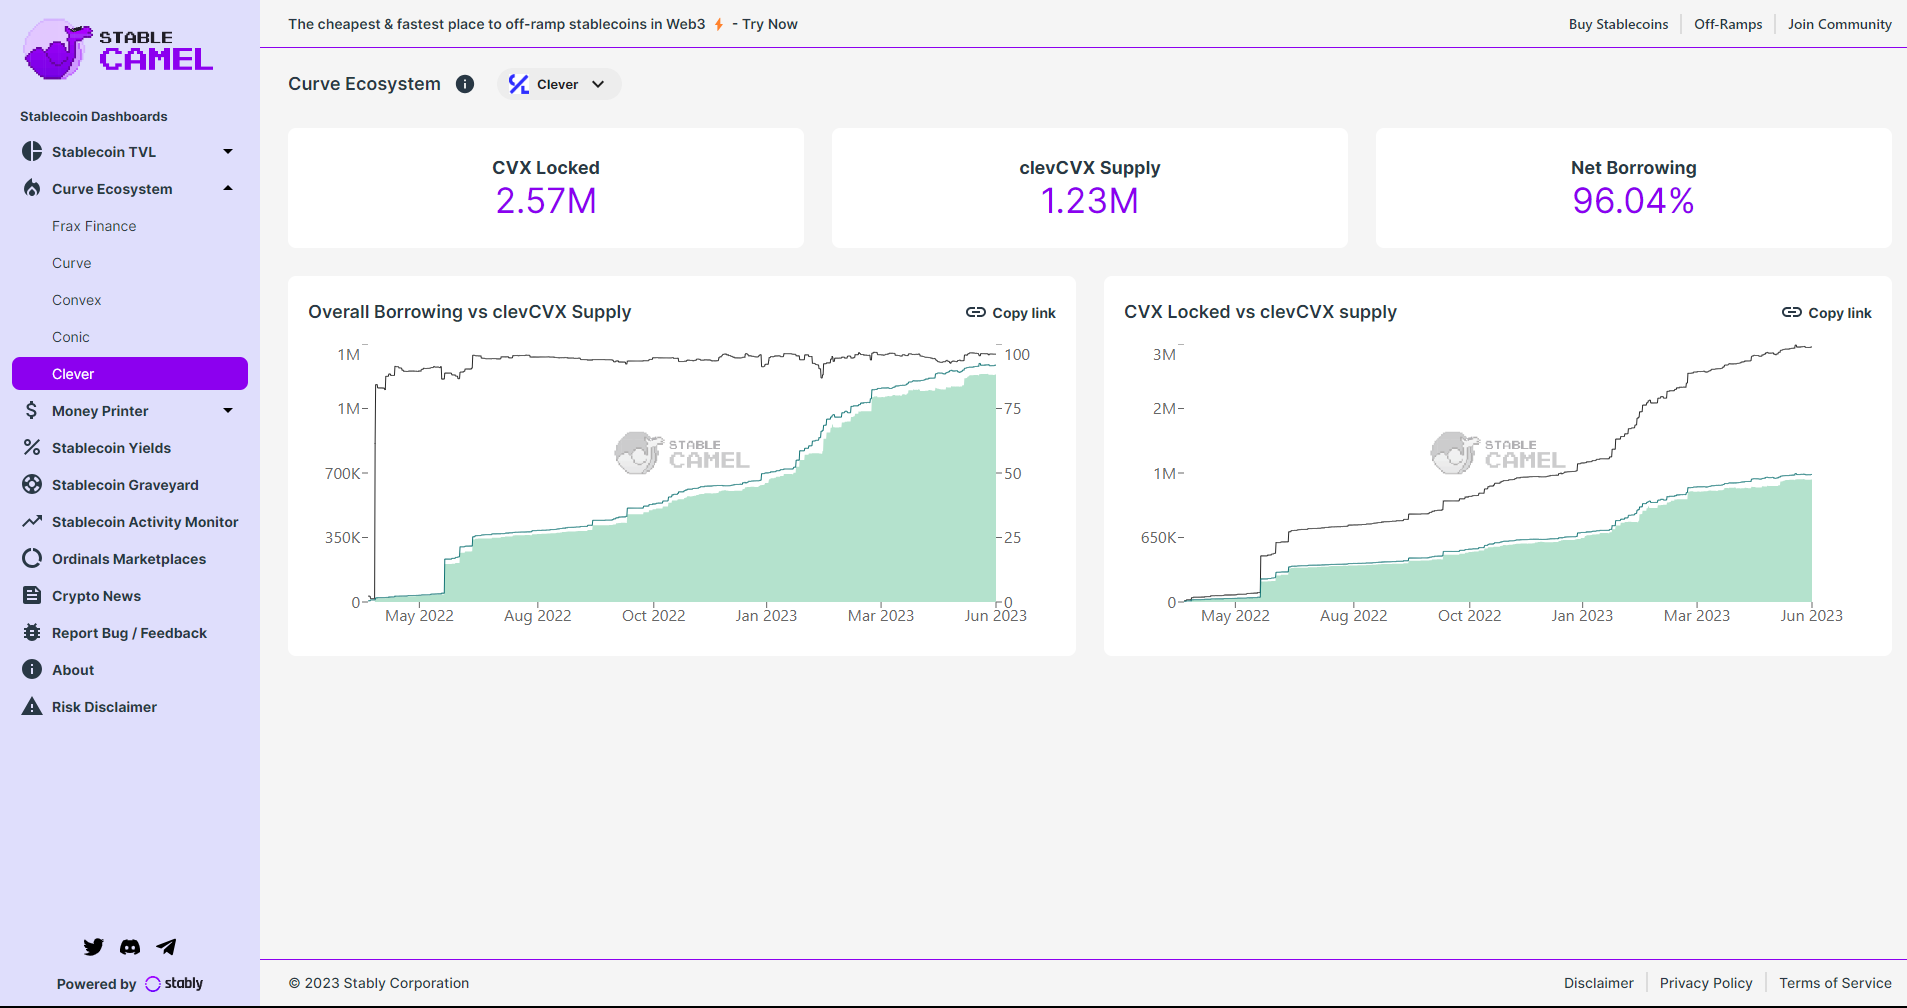 STABLE
CAMEL
Stablecoin Dashboards
Stablecoin TVL
Curve Ecosystem
Frax Finance
Curve
Convex
Conic
Clever
Money Printer
Stablecoin Yields
Stablecoin Graveyard
Stablecoin Activity Monitor
Ordinals Marketplaces
Crypto News
Report Bug / Feedback
About
Risk Disclaimer
Powered by stably
The cheapest & fastest place to off-ramp stablecoins in Web3 ⚡ - Try Now
Buy Stablecoins
Off-Ramps
Join Community
Curve Ecosystem
Clever
CVX Locked
2.57M
clevCVX Supply
1.23M
Net Borrowing
96.04%
Overall Borrowing vs clevCVX Supply
Copy link
1M
1M
700K
350K
0
100
75
50
25
0
STABLE
CAMEL
May 2022
Aug 2022
Oct 2022
Jan 2023
Mar 2023
Jun 2023
CVX Locked vs clevCVX supply
Copy link
3M
2M
1M
650K
0
STABLE
CAMEL
May 2022
Aug 2022
Oct 2022
Jan 2023
Mar 2023
Jun 2023
© 2023 Stably Corporation
Disclaimer
Privacy Policy
Terms of Service